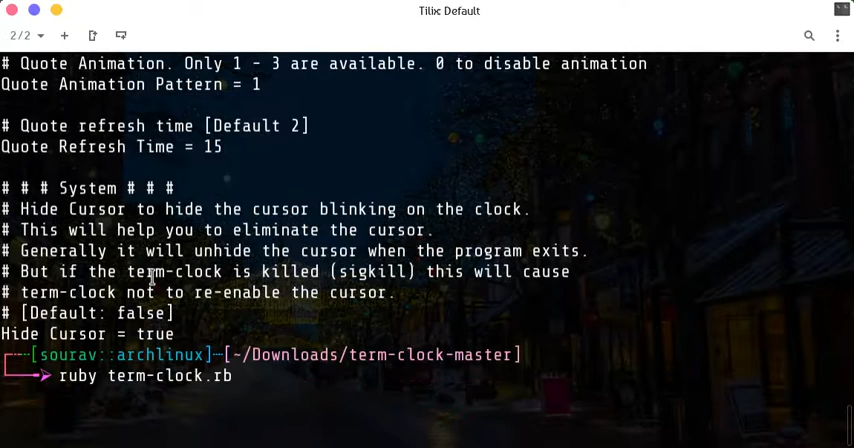 Tilix: Default
2/2
# Quote Animation. Only 1 - 3 are available. 0 to disable animation
Quote Animation Pattern = 1
# Quote refresh time [Default 2]
Quote Refresh Time = 15
# # # System # # #
# Hide Cursor to hide the cursor blinking on the clock.
# This will help you to eliminate the cursor.
# Generally it will unhide the cursor when the program exits.
# But if the term-clock is killed (sigkill) this will cause
# term-clock not to re-enable the cursor.
# [Default: false]
Hide Cursor = true
[sourav::archlinux]-[~/Downloads/term-clock-master]
ruby term-clock.rb